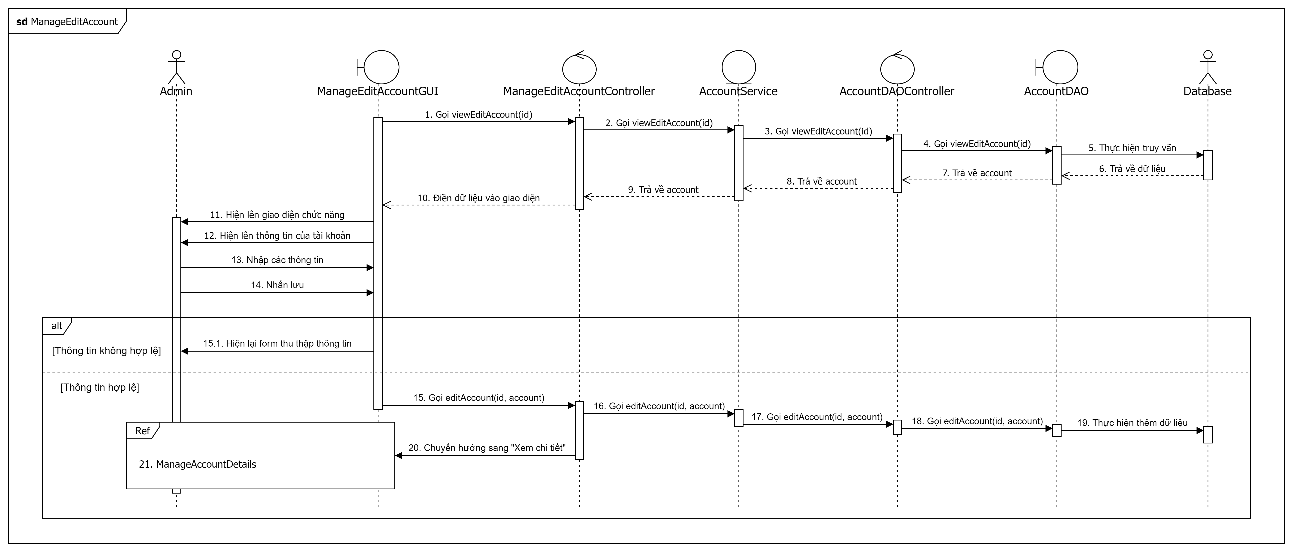 sd ManageEditAccount
Admin
ManageEditAccountGUI
ManageEditAccountController
AccountService
AccountDAOController
AccountDAO
Database
1. Gọi viewEditAccount(id)
2. Gọi viewEditAccount(id)
3. Gọi viewEditAccount(id)
4. Gọi viewEditAccount(id)
5. Thực hiện truy vấn
6. Trả về dữ liệu
7. Trả về account
8. Trả về account
9. Trả về account
10. Điền dữ liệu vào giao diện
11. Hiện lên giao diện chức năng
12. Hiện lên thông tin của tài khoản
13. Nhập các thông tin
14. Nhấn lưu
alt
[Thông tin không hợp lệ]
15.1. Hiện lại form thu thập thông tin
[Thông tin hợp lệ]
15. Gọi editAccount(id, account)
16. Gọi editAccount(id, account)
17. Gọi editAccount(id, account)
18. Gọi editAccount(id, account)
19. Thực hiện thêm dữ liệu
Ref
20. Chuyển hướng sang "Xem chi tiết"
21. ManageAccountDetails